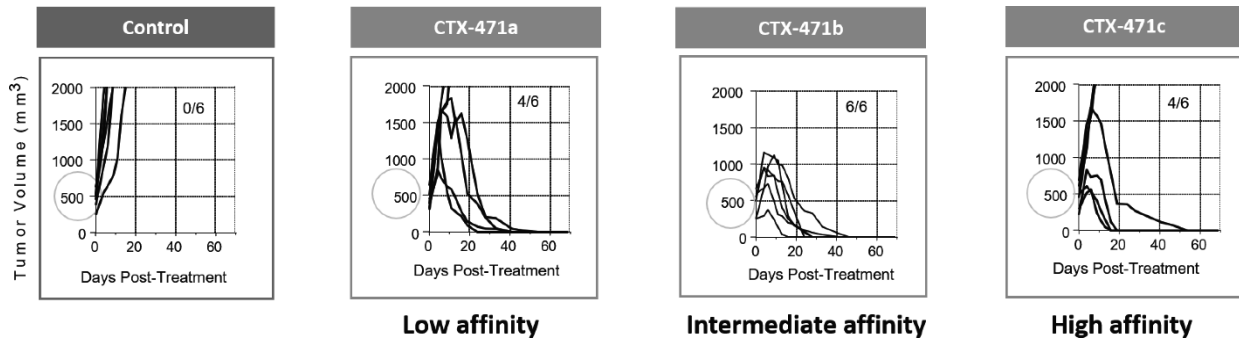 Control
CTX-471a
CTX-471b
CTX-471c
Tumor Volume (mm³)
2000
1500
1000
500
0
0/6
0 20 40 60
Days Post-Treatment
2000
1500
1000
500
0
4/6
0 20 40 60
Days Post-Treatment
2000
1500
1000
500
0
6/6
0 20 40 60
Days Post-Treatment
2000
1500
1000
500
0
4/6
0 20 40 60
Days Post-Treatment
Low affinity
Intermediate affinity
High affinity